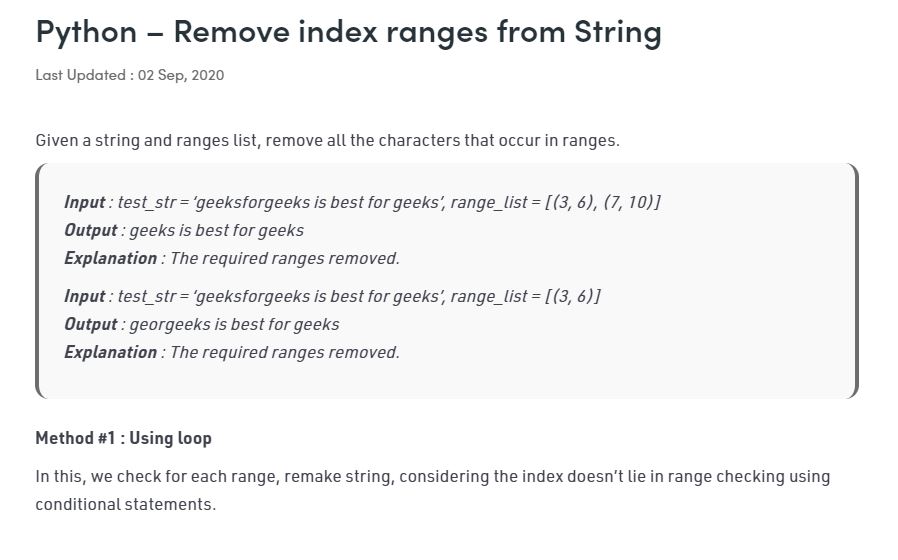 Python – Remove index ranges from String
Last Updated : 02 Sep, 2020
Given a string and ranges list, remove all the characters that occur in ranges.
Input : test_str = ‘geeksforgeeks is best for geeks’, range_list = [(3, 6), (7, 10)]
Output : geeks is best for geeks
Explanation : The required ranges removed.
Input : test_str = ‘geeksforgeeks is best for geeks’, range_list = [(3, 6)]
Output : georgeeks is best for geeks
Explanation : The required ranges removed.
Method #1 : Using loop
In this, we check for each range, remake string, considering the index doesn’t lie in range checking using
conditional statements.